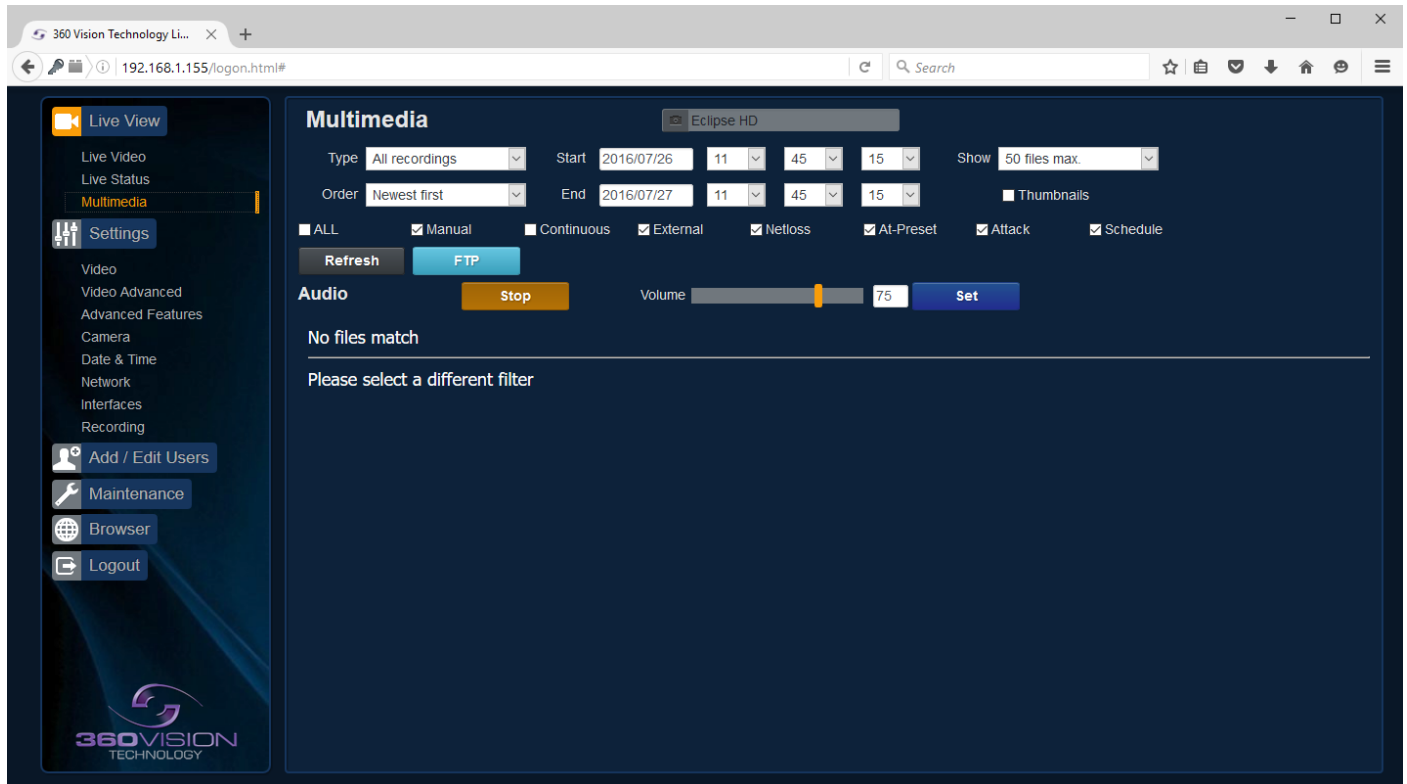 360 Vision Technology Li...
192.168.1.155/logon.html#
Search
Live View
Live Video
Live Status
Multimedia
Settings
Video
Video Advanced
Advanced Features
Camera
Date & Time
Network
Interfaces
Recording
Add / Edit Users
Maintenance
Browser
Logout
360VISION
TECHNOLOGY
Multimedia Eclipse HD
Type All recordings Start 2016/07/26 11 45 15 Show 50 files max.
Order Newest first End 2016/07/27 11 45 15 Thumbnails
ALL Manual Continuous External Netloss At-Preset Attack Schedule
Refresh FTP
Audio Stop Volume 75 Set
No files match
Please select a different filter